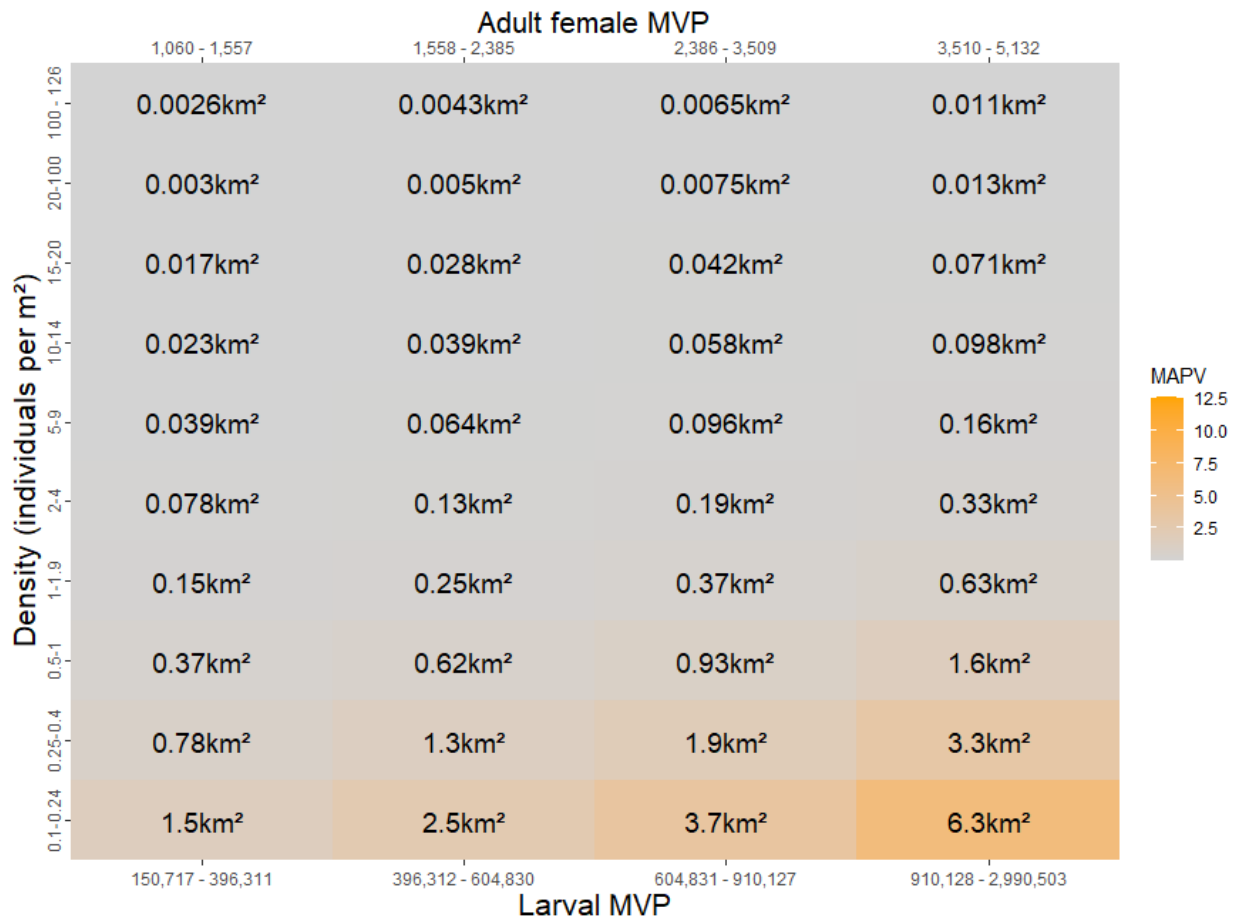 Adult female MVP
1,060 - 1,557 1,558 - 2,385 2,386 - 3,509 3,510 - 5,132
Density (individuals per m²)
100 - 126 0.0026km² 0.0043km² 0.0065km² 0.011km²
20-100 0.003km² 0.005km² 0.0075km² 0.013km²
15-20 0.017km² 0.028km² 0.042km² 0.071km²
10-14 0.023km² 0.039km² 0.058km² 0.098km²
5-9 0.039km² 0.064km² 0.096km² 0.16km²
2-4 0.078km² 0.13km² 0.19km² 0.33km²
1-1.9 0.15km² 0.25km² 0.37km² 0.63km²
0.5-1 0.37km² 0.62km² 0.93km² 1.6km²
0.25-0.4 0.78km² 1.3km² 1.9km² 3.3km²
0.1-0.24 1.5km² 2.5km² 3.7km² 6.3km²
150,717 - 396,311 396,312 - 604,830 604,831 - 910,127 910,128 - 2,990,503
Larval MVP
MAPV
12.5
10.0
7.5
5.0
2.5